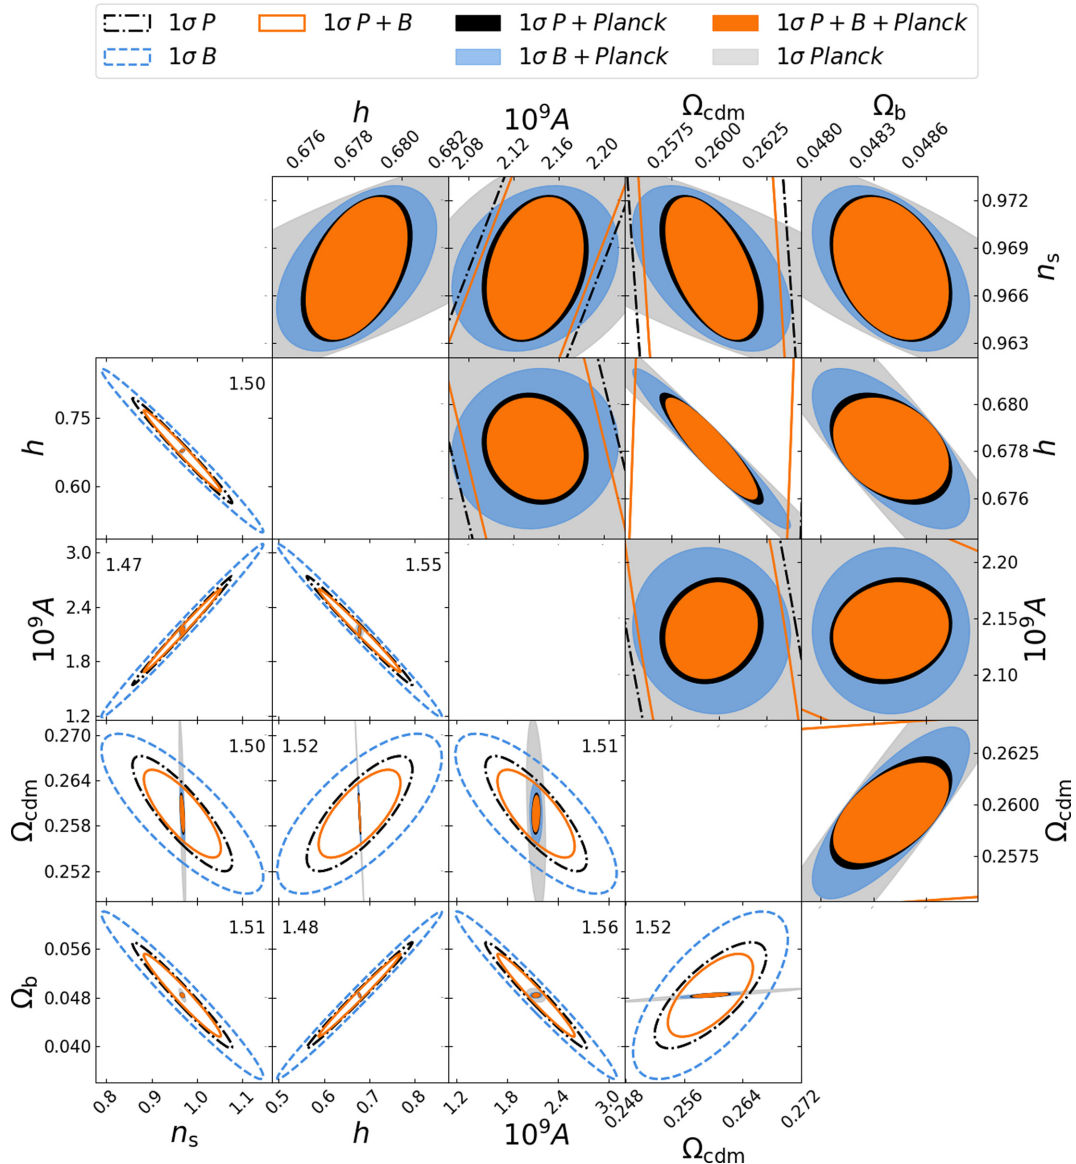 1σ P 1σ P + B 1σ P + Planck 1σ P + B + Planck
1σ B 1σ B + Planck 1σ Planck
h 10⁹A Ω_cdm Ω_b
0.676 0.678 0.680 0.682 2.08 2.12 2.16 2.20 0.2575 0.2600 0.2625 0.0480 0.0483 0.0486
0.972
0.969
0.966
0.963
n_s
1.50
h
0.75
0.60
0.680
0.678
0.676
h
1.47 1.55
10⁹A
3.0
2.4
1.8
1.2
2.20
2.15
2.10
10⁹A
1.50 1.52 1.51
Ω_cdm
0.270
0.264
0.258
0.252
0.2625
0.2600
0.2575
Ω_cdm
1.51 1.48 1.56 1.52
Ω_b
0.056
0.048
0.040
0.8 0.9 1.0 1.1 0.5 0.6 0.7 0.8 1.2 1.8 2.4 3.0 0.248 0.256 0.264 0.272
n_s h 10⁹A Ω_cdm